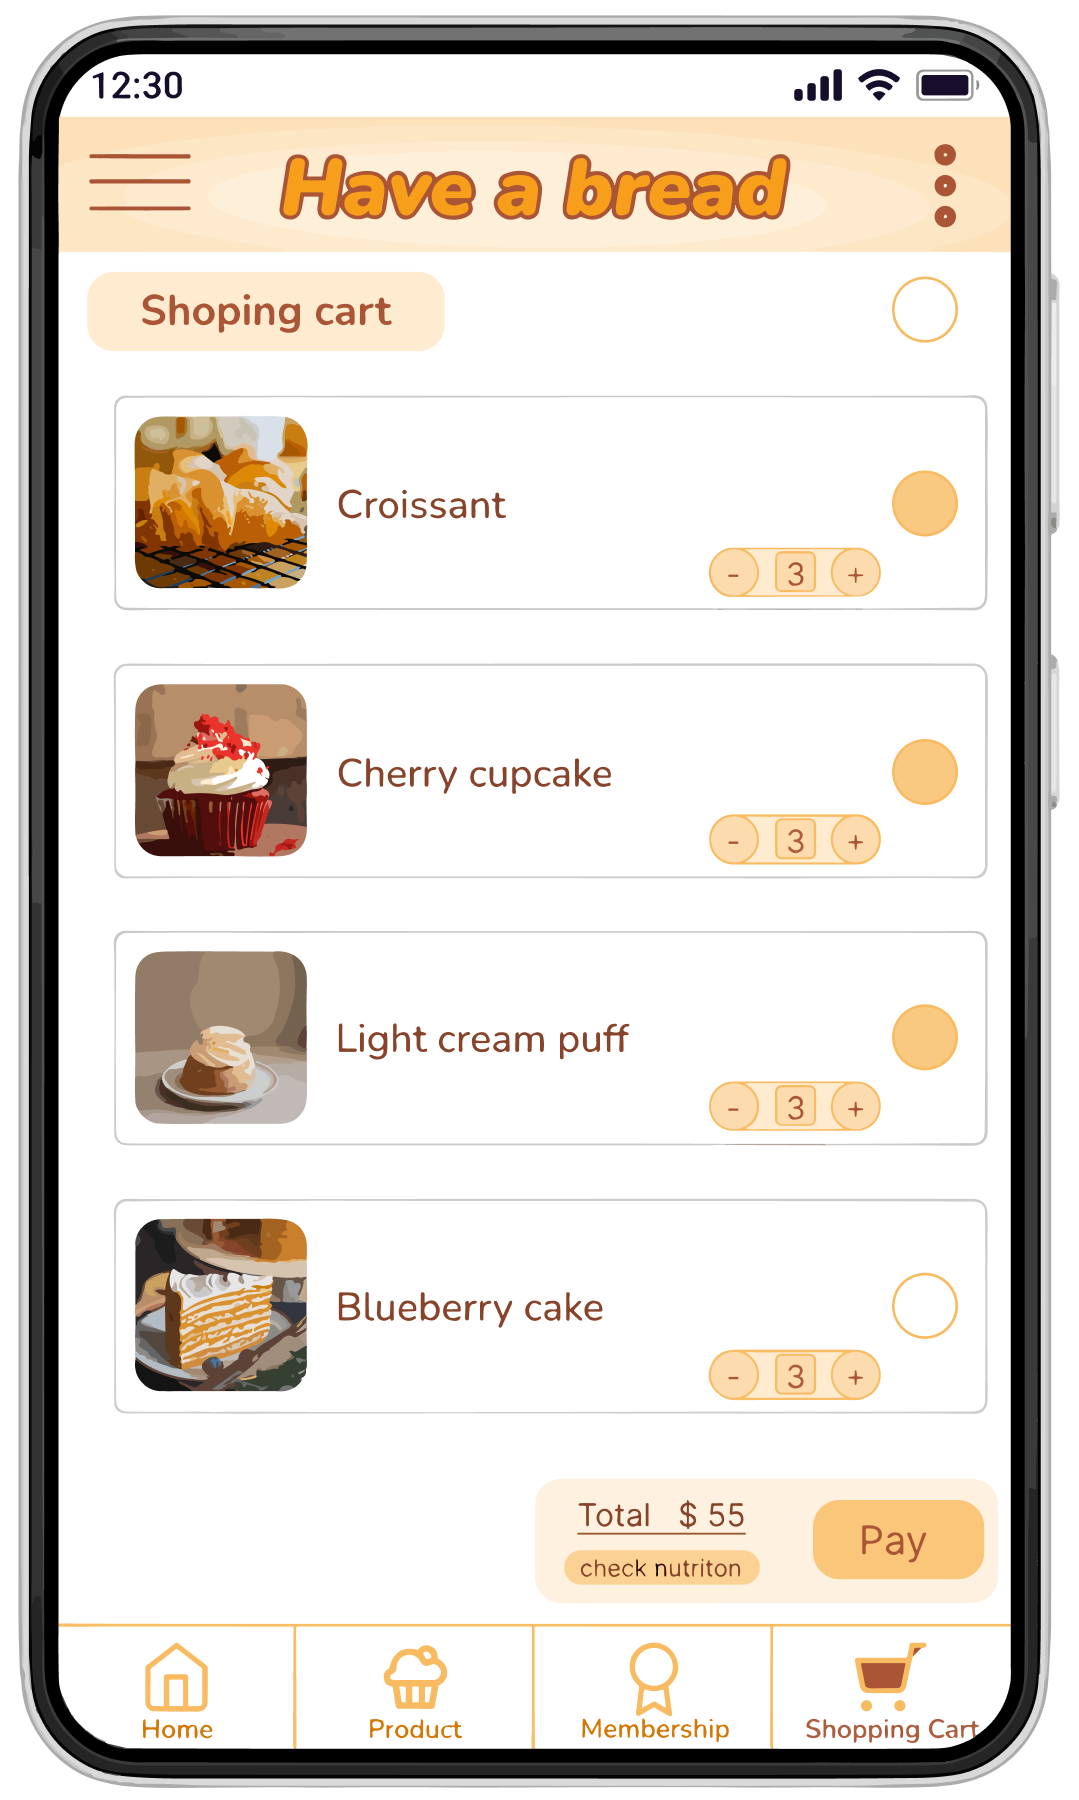 12:30
Have a bread
Shoping cart
Croissant
- 3 +
Cherry cupcake
- 3 +
Light cream puff
- 3 +
Blueberry cake
- 3 +
Total $ 55
check nutriton
Pay
Home
Product
Membership
Shopping Cart